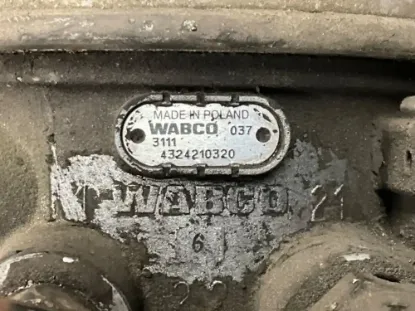 MADE IN POLAND
WABCO 037
3111
4324210320
WABCO
6